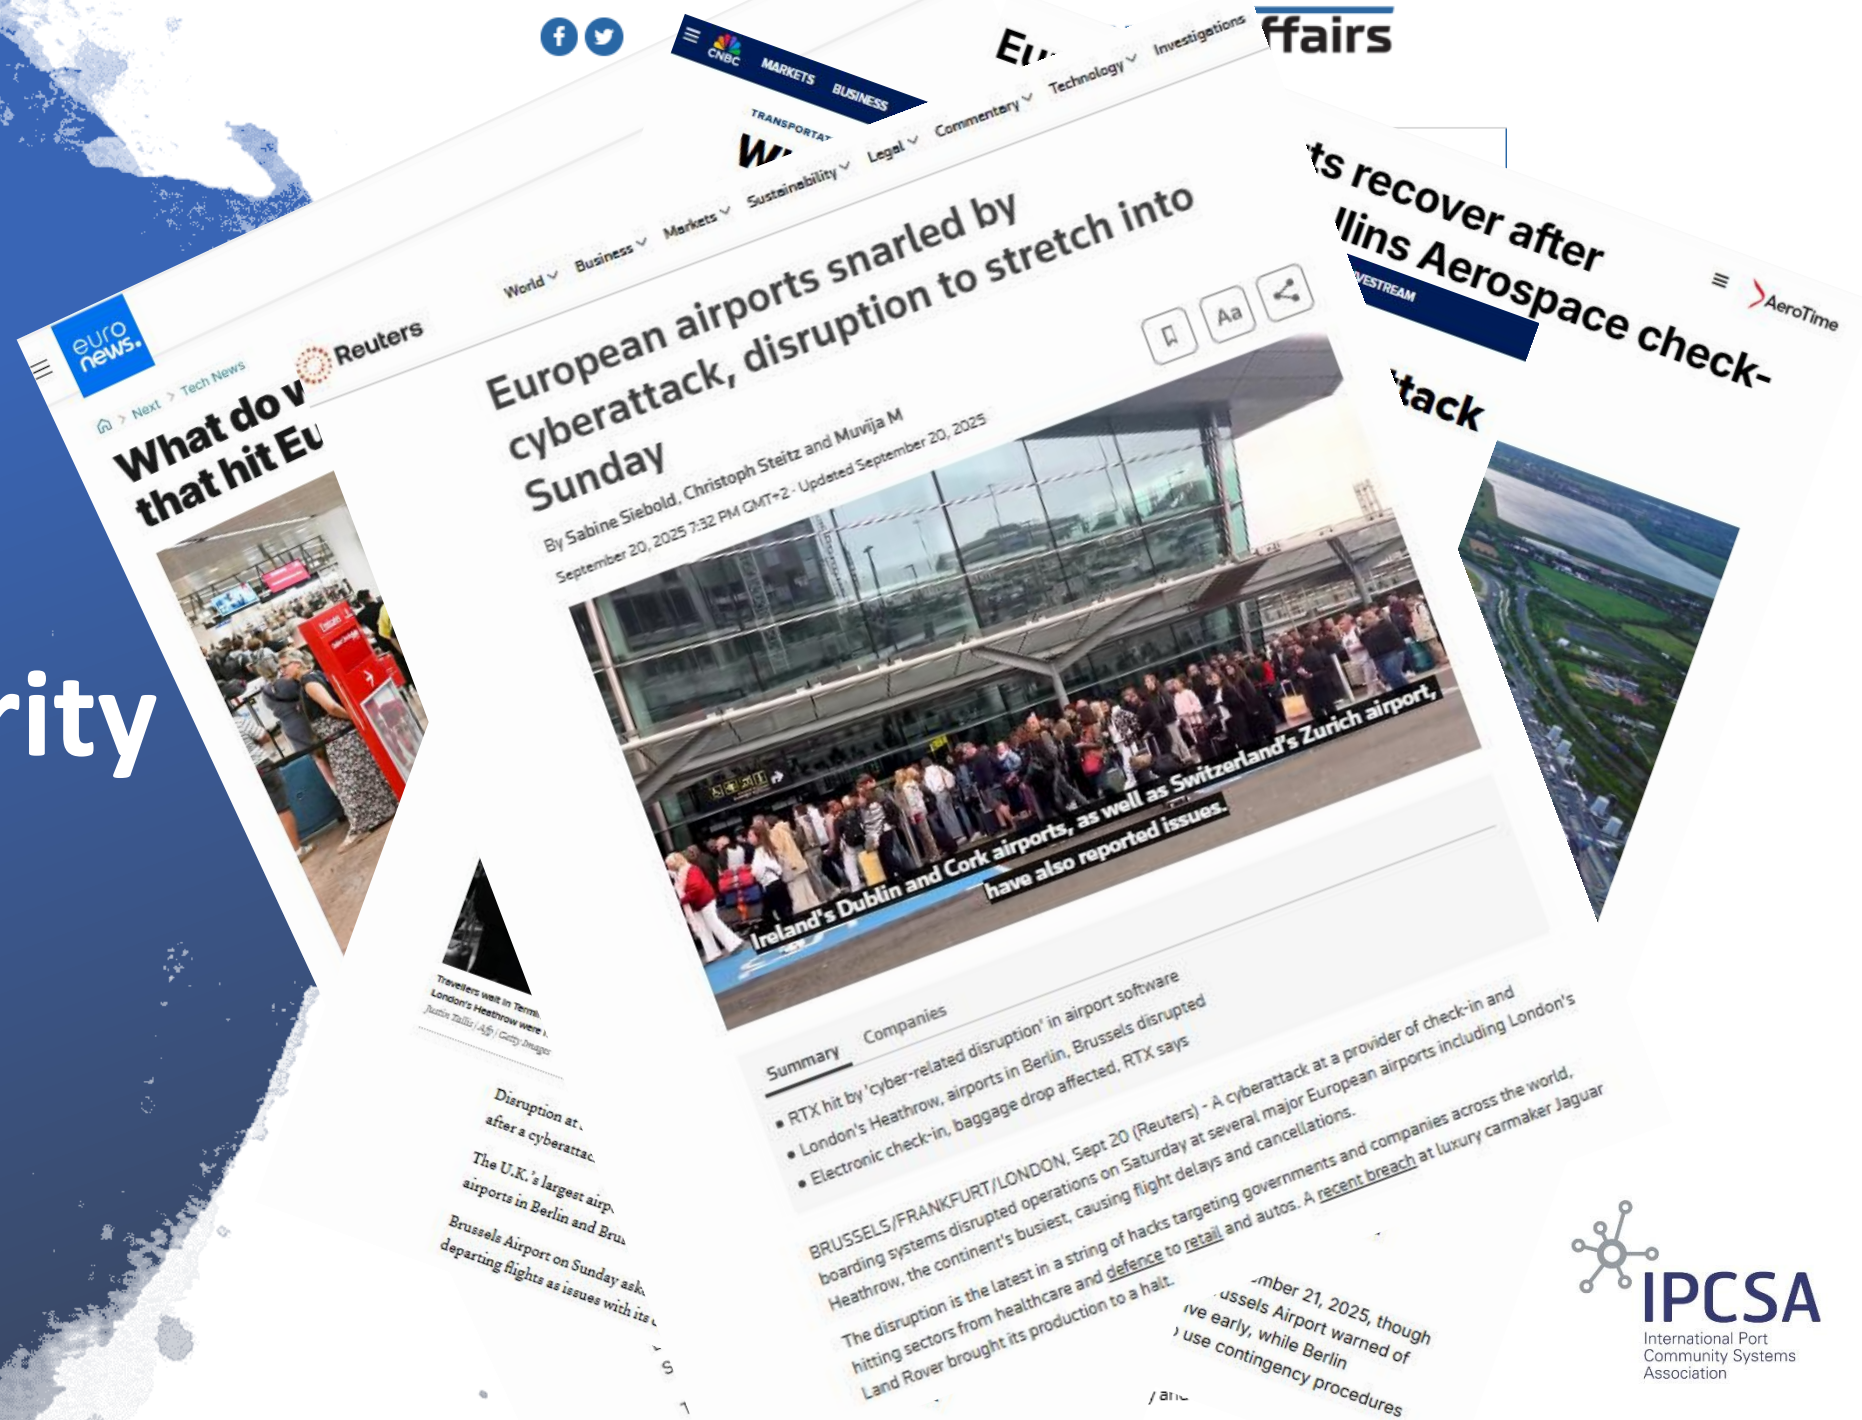 ffairs
CNBC
MARKETS
BUSINESS
TRANSPORTAT
World
Business
Markets
Sustainability
Legal
Commentary
Technology
Investigations
euro
news.
Next > Tech News
What do w
that hit Eu
Reuters
European airports snarled by
cyberattack, disruption to stretch into
Sunday
By Sabine Siebold, Christoph Steitz and Muvija M
September 20, 2025 7:32 PM GMT+2 · Updated September 20, 2025
Aa
Ireland's Dublin and Cork airports, as well as Switzerland's Zurich airport,
have also reported issues.
Summary
Companies
• RTX hit by 'cyber-related disruption' in airport software
• London's Heathrow, airports in Berlin, Brussels disrupted
• Electronic check-in, baggage drop affected, RTX says
BRUSSELS/FRANKFURT/LONDON, Sept 20 (Reuters) - A cyberattack at a provider of check-in and
boarding systems disrupted operations on Saturday at several major European airports including London's
Heathrow, the continent's busiest, causing flight delays and cancellations.
The disruption is the latest in a string of hacks targeting governments and companies across the world,
hitting sectors from healthcare and defence to retail and autos. A recent breach at luxury carmaker Jaguar
Land Rover brought its production to a halt.
ts recover after
llins Aerospace check-
VESTREAM
AeroTime
ttack
rity
Travellers wait in Termi
London's Heathrow were
Justin Tallis | Afp | Getty Images
Disruption at
after a cyberattac
The U.K.'s largest airp
airports in Berlin and Bru
Brussels Airport on Sunday ask
departing flights as issues with its
mber 21, 2025, though
ussels Airport warned of
ive early, while Berlin
use contingency procedures
IPCSA
International Port
Community Systems
Association